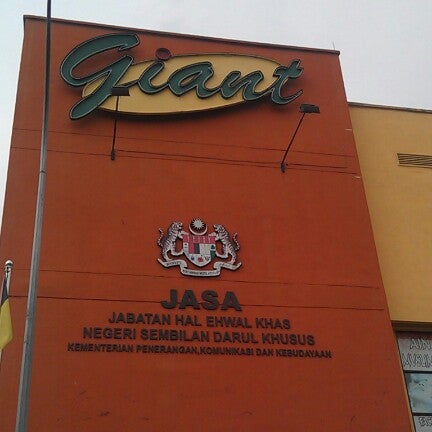 Giant
JASA
JABATAN HAL EHWAL KHAS
NEGERI SEMBILAN DARUL KHUSUS
KEMENTERIAN PENERANGAN,KOMUNIKASI DAN KEBUDAYAAN